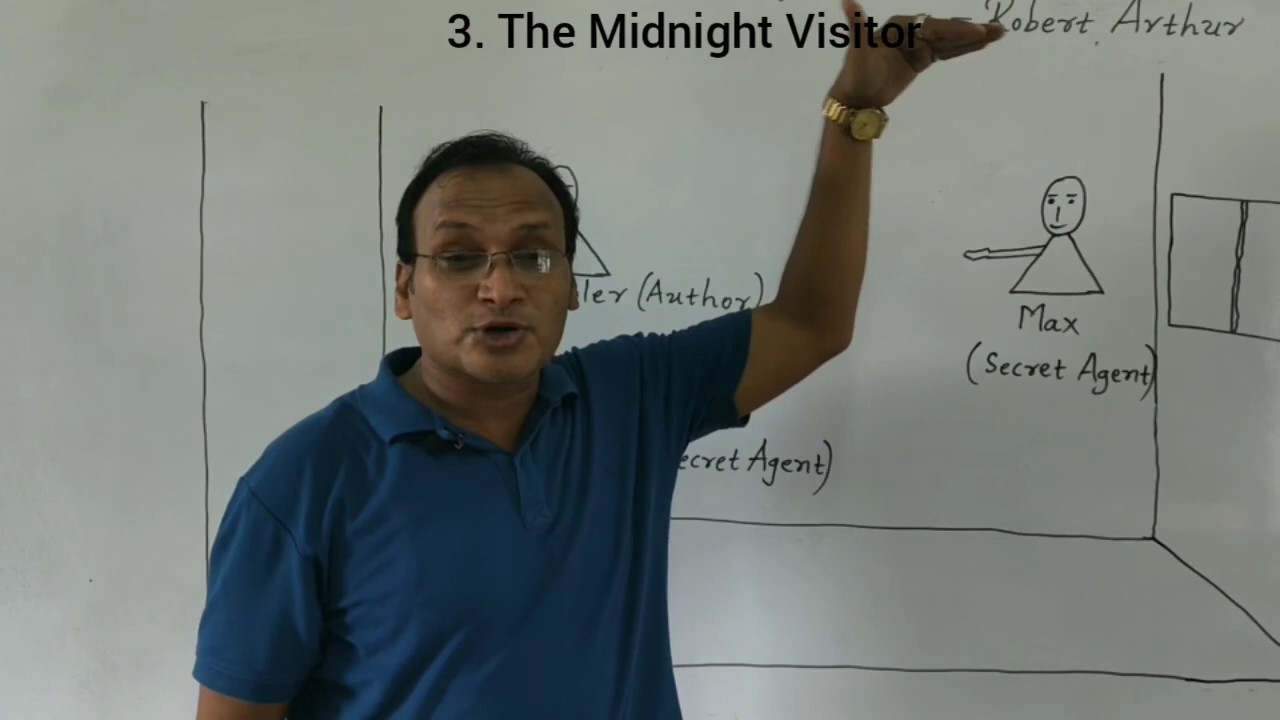 3. The Midnight Visitor
Robert Arthur
ler (Author)
Max
(Secret Agent)
ecret Agent)